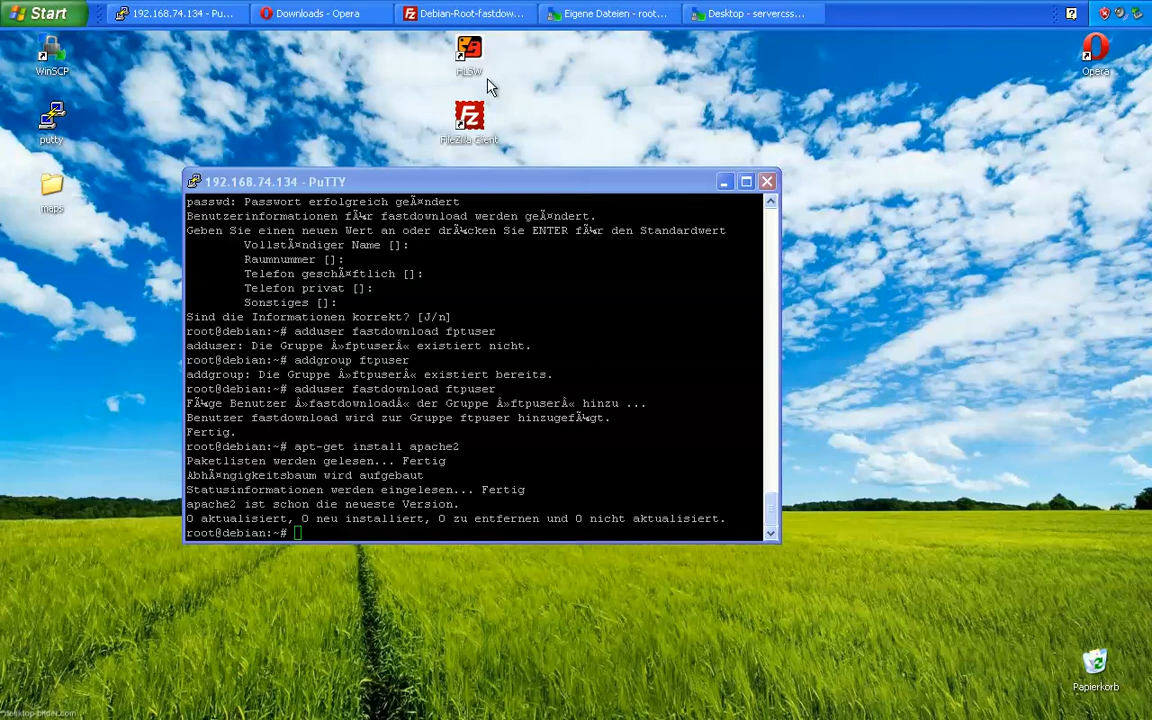 Start
192.168.74.134 - Pu...
Downloads - Opera
Debian-Root-fastdow...
Eigene Dateien - root...
Desktop - servercss...
WinSCP
HLSW
Opera
putty
FileZilla Client
maps
192.168.74.134 - PuTTY
passwd: Passwort erfolgreich geÃ¤ndert
Benutzerinformationen fÃ¼r fastdownload werden geÃ¤ndert.
Geben Sie einen neuen Wert an oder drÃ¼cken Sie ENTER fÃ¼r den Standardwert
VollstÃ¤ndiger Name []:
Raumnummer []:
Telefon geschÃ¤ftlich []:
Telefon privat []:
Sonstiges []:
Sind die Informationen korrekt? [J/n]
root@debian:~# adduser fastdownload fptuser
adduser: Die Gruppe Â»fptuserÂ« existiert nicht.
root@debian:~# addgroup ftpuser
addgroup: Die Gruppe Â»ftpuserÂ« existiert bereits.
root@debian:~# adduser fastdownload ftpuser
FÃ¼ge Benutzer Â»fastdownloadÂ« der Gruppe Â»ftpuserÂ« hinzu ...
Benutzer fastdownload wird zur Gruppe ftpuser hinzugefÃ¼gt.
Fertig.
root@debian:~# apt-get install apache2
Paketlisten werden gelesen... Fertig
AbhÃ¤ngigkeitsbaum wird aufgebaut
Statusinformationen werden eingelesen... Fertig
apache2 ist schon die neueste Version.
0 aktualisiert, 0 neu installiert, 0 zu entfernen und 0 nicht aktualisiert.
root@debian:~#
Papierkorb